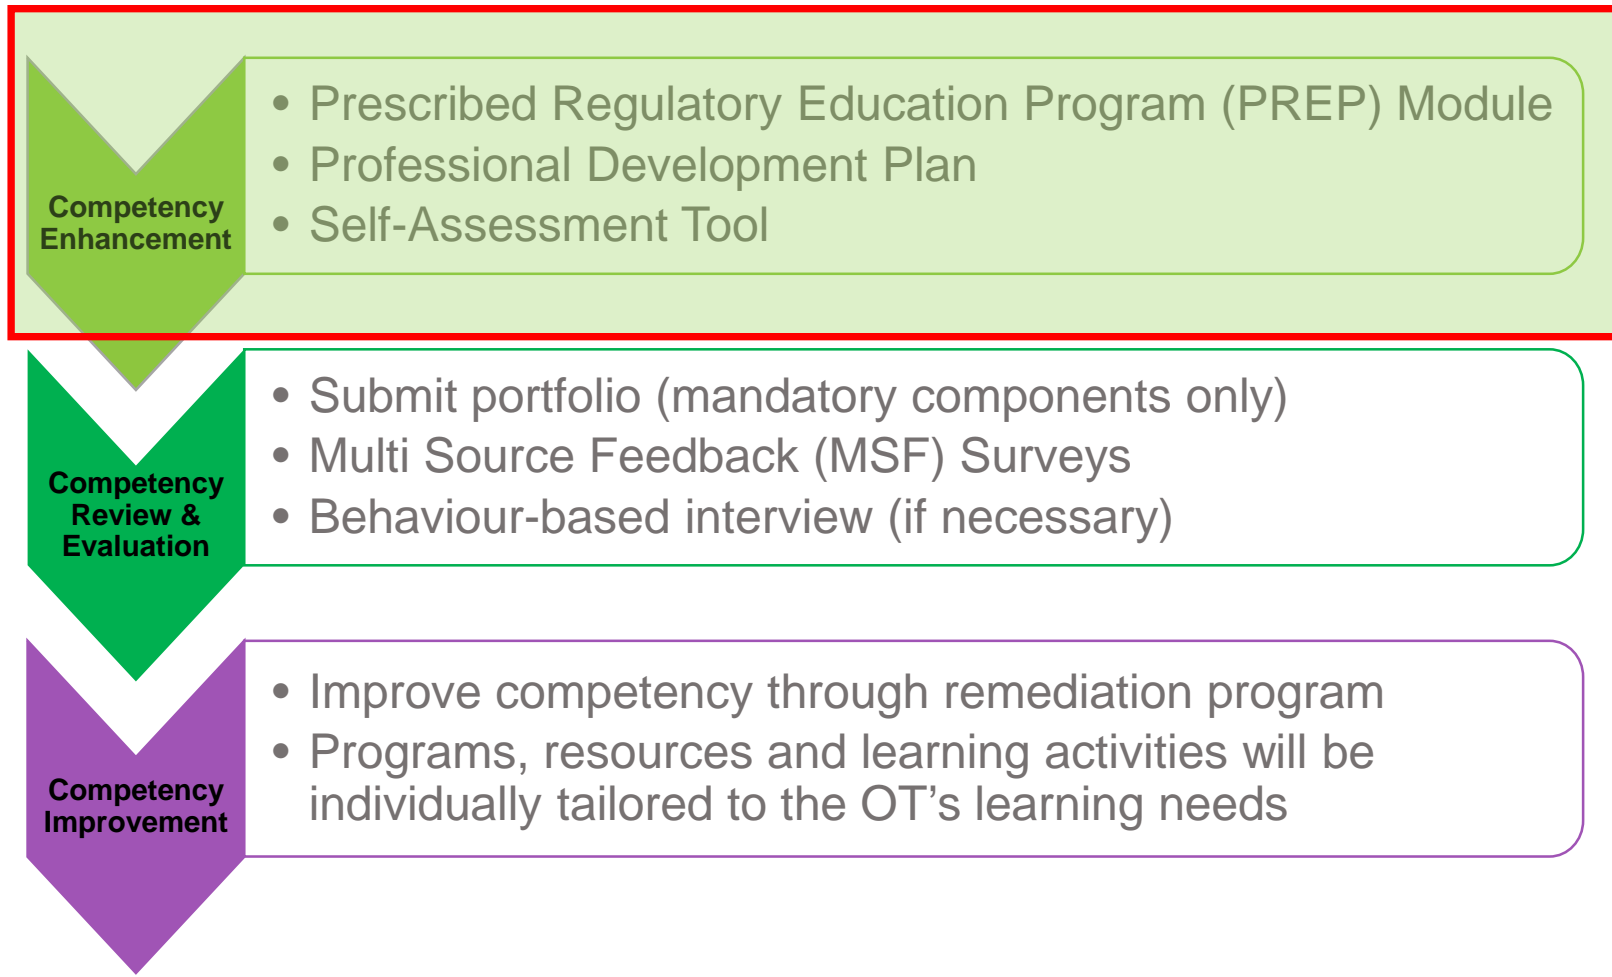 Competency
Enhancement
• Prescribed Regulatory Education Program (PREP) Module
• Professional Development Plan
• Self-Assessment Tool
Competency
Review &
Evaluation
• Submit portfolio (mandatory components only)
• Multi Source Feedback (MSF) Surveys
• Behaviour-based interview (if necessary)
Competency
Improvement
• Improve competency through remediation program
• Programs, resources and learning activities will be
individually tailored to the OT’s learning needs